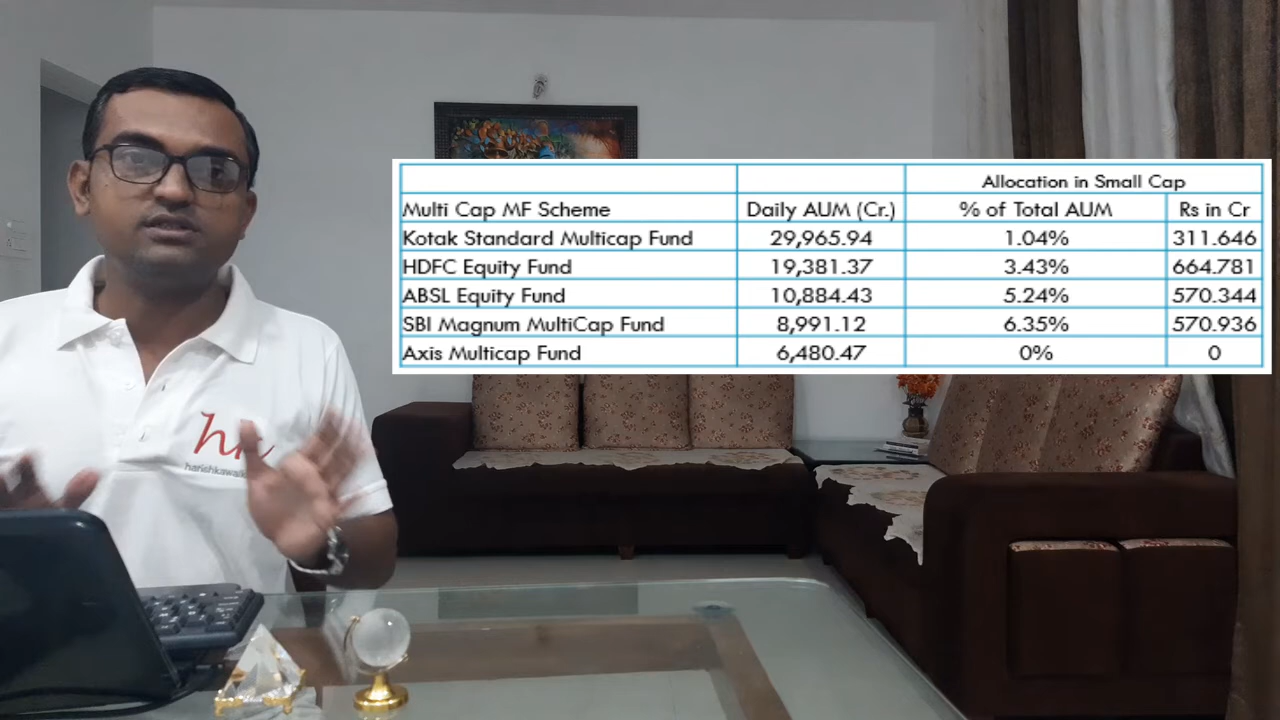 Allocation in Small Cap
Multi Cap MF Scheme Daily AUM (Cr.) % of Total AUM Rs in Cr
Kotak Standard Multicap Fund 29,965.94 1.04% 311.646
HDFC Equity Fund 19,381.37 3.43% 664.781
ABSL Equity Fund 10,884.43 5.24% 570.344
SBI Magnum MultiCap Fund 8,991.12 6.35% 570.936
Axis Multicap Fund 6,480.47 0% 0